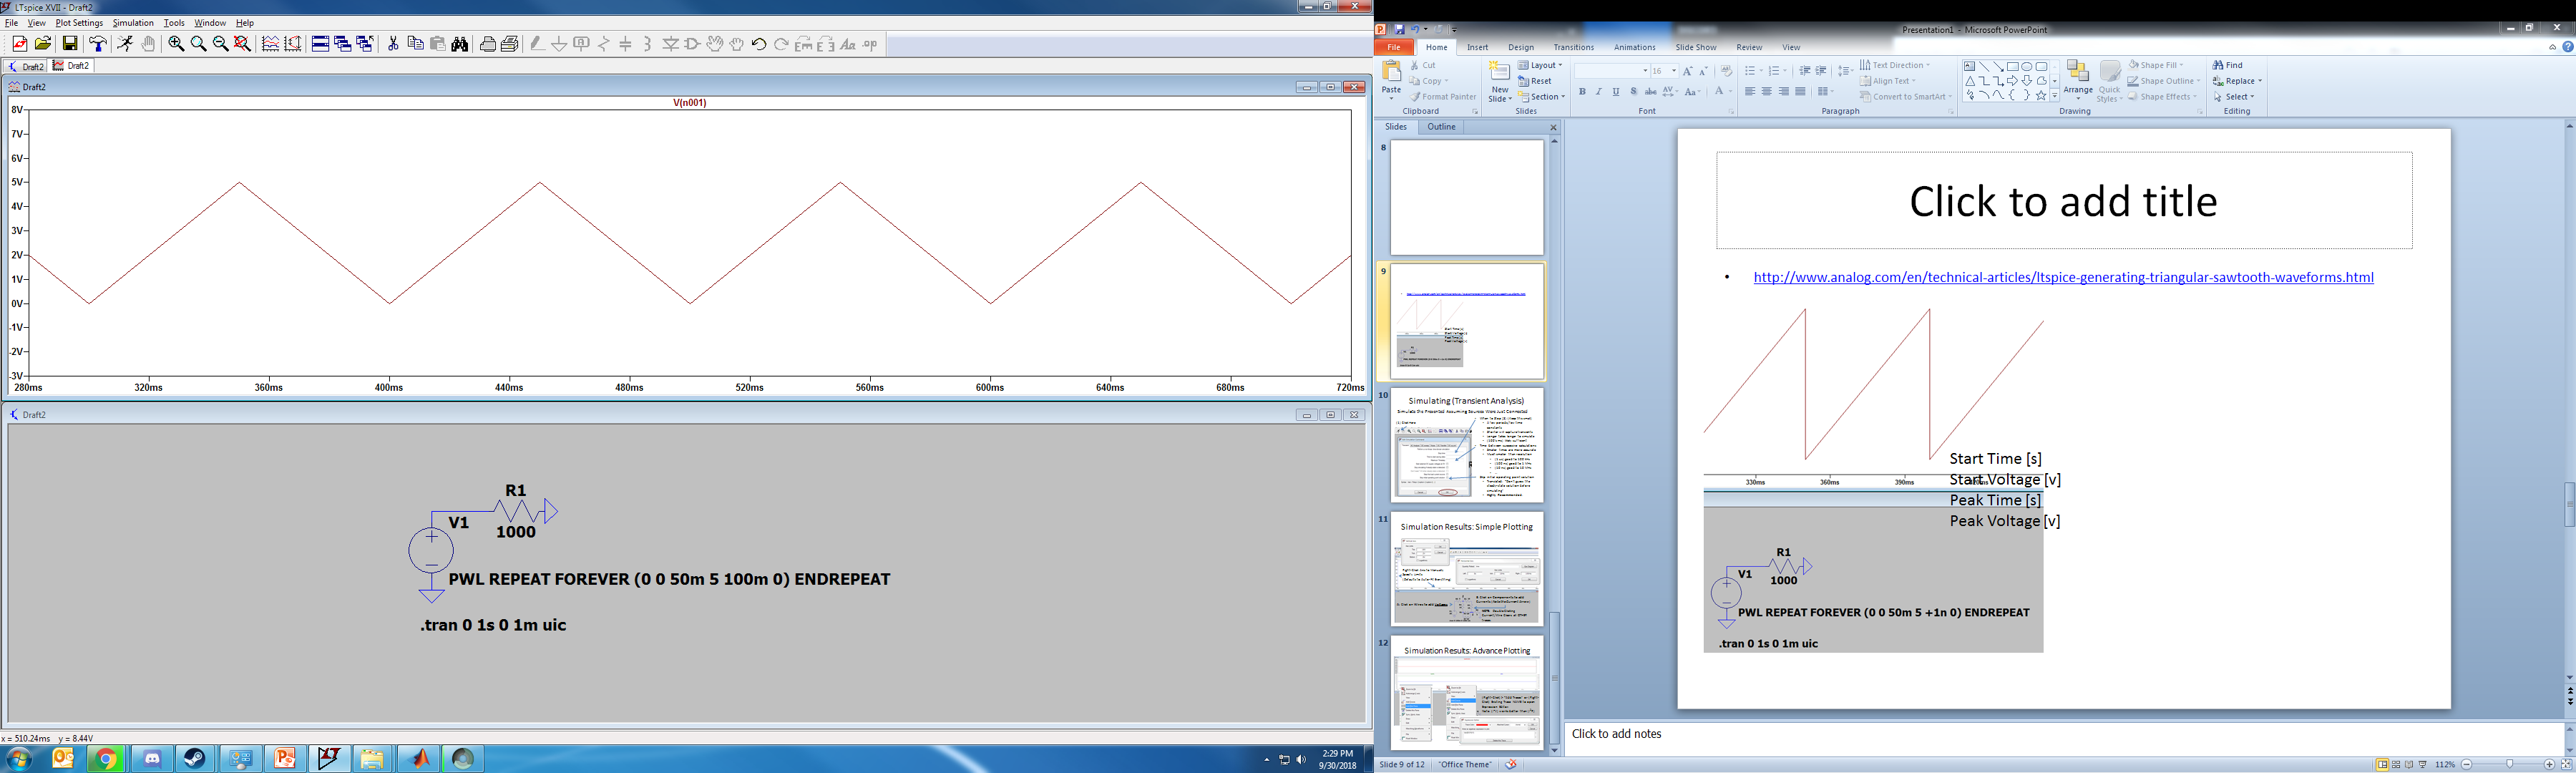 LTspice XVII - Draft2
File View Plot Settings Simulation Tools Window Help
Draft2 Draft2
Draft2
V(n001)
8V
7V
6V
5V
4V
3V
2V
1V
0V
-1V
-2V
-3V
280ms 320ms 360ms 400ms 440ms 480ms 520ms 560ms 600ms 640ms 680ms 720ms
Draft2
R1
V1
1000
PWL REPEAT FOREVER (0 0 50m 5 100m 0) ENDREPEAT
.tran 0 1s 0 1m uic
x = 510.24ms y = 8.44V
2:29 PM
9/30/2018
Presentation1 - Microsoft PowerPoint
File Home Insert Design Transitions Animations Slide Show Review View
Paste
Cut
Copy
Format Painter
Clipboard
New Slide
Layout
Reset
Section
Slides
16
Font
Text Direction
Align Text
Convert to SmartArt
Paragraph
Arrange
Quick Styles
Shape Fill
Shape Outline
Shape Effects
Drawing
Find
Replace
Select
Editing
Slides Outline
8
9
10
Simulating (Transient Analysis)
11
Simulation Results: Simple Plotting
12
Simulation Results: Advance Plotting
Click to add title
• http://www.analog.com/en/technical-articles/ltspice-generating-triangular-sawtooth-waveforms.html
Start Time [s]
Start Voltage [v]
Peak Time [s]
Peak Voltage [v]
330ms 360ms 390ms
R1
V1
1000
PWL REPEAT FOREVER (0 0 50m 5 +1n 0) ENDREPEAT
.tran 0 1s 0 1m uic
Click to add notes
Slide 9 of 12 "Office Theme" 112%